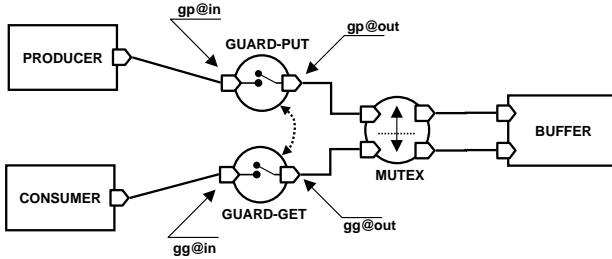 gp@in
gp@out
GUARD-PUT
PRODUCER
BUFFER
MUTEX
CONSUMER
GUARD-GET
gg@in
gg@out